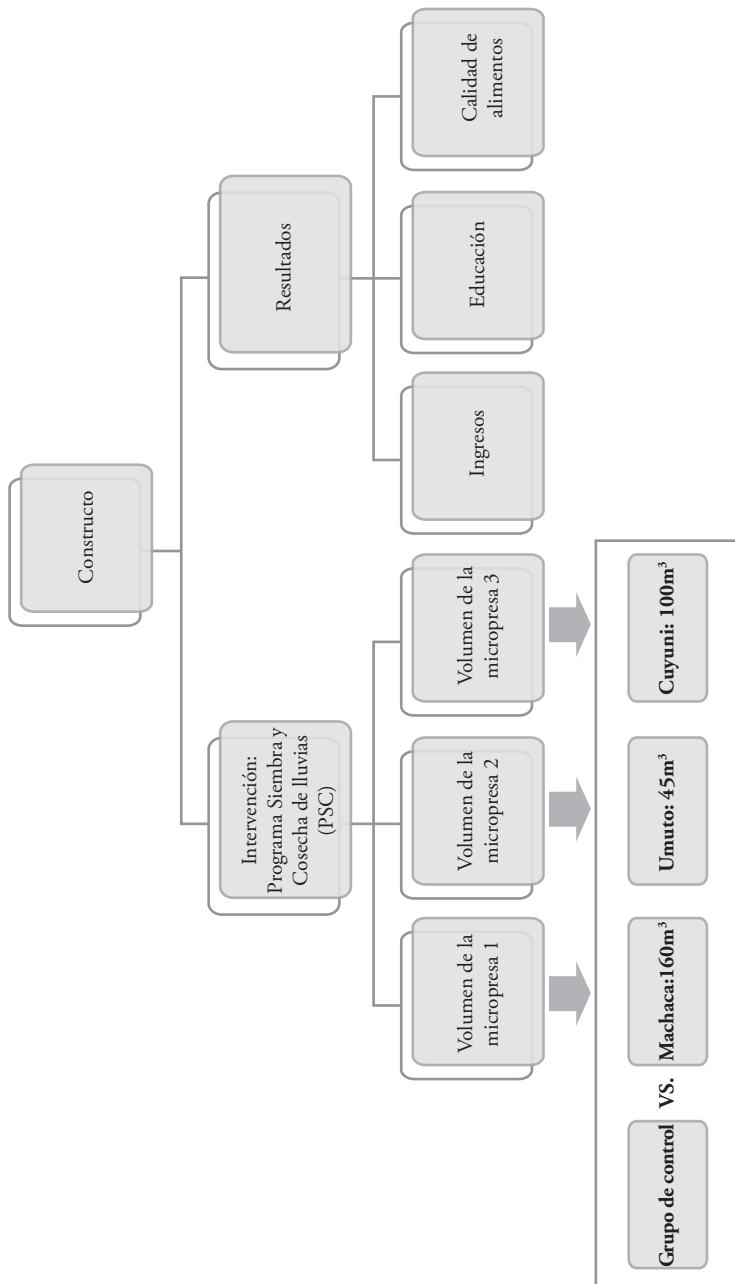 Constructo
Intervención:
Programa Siembra y
Cosecha de lluvias
(PSC)
Resultados
Volumen de la
micropresa 1
Volumen de la
micropresa 2
Volumen de la
micropresa 3
Ingresos
Educación
Calidad de
alimentos
Grupo de control
VS.
Machaca:160m³
Umuto: 45m³
Cuyuni: 100m³